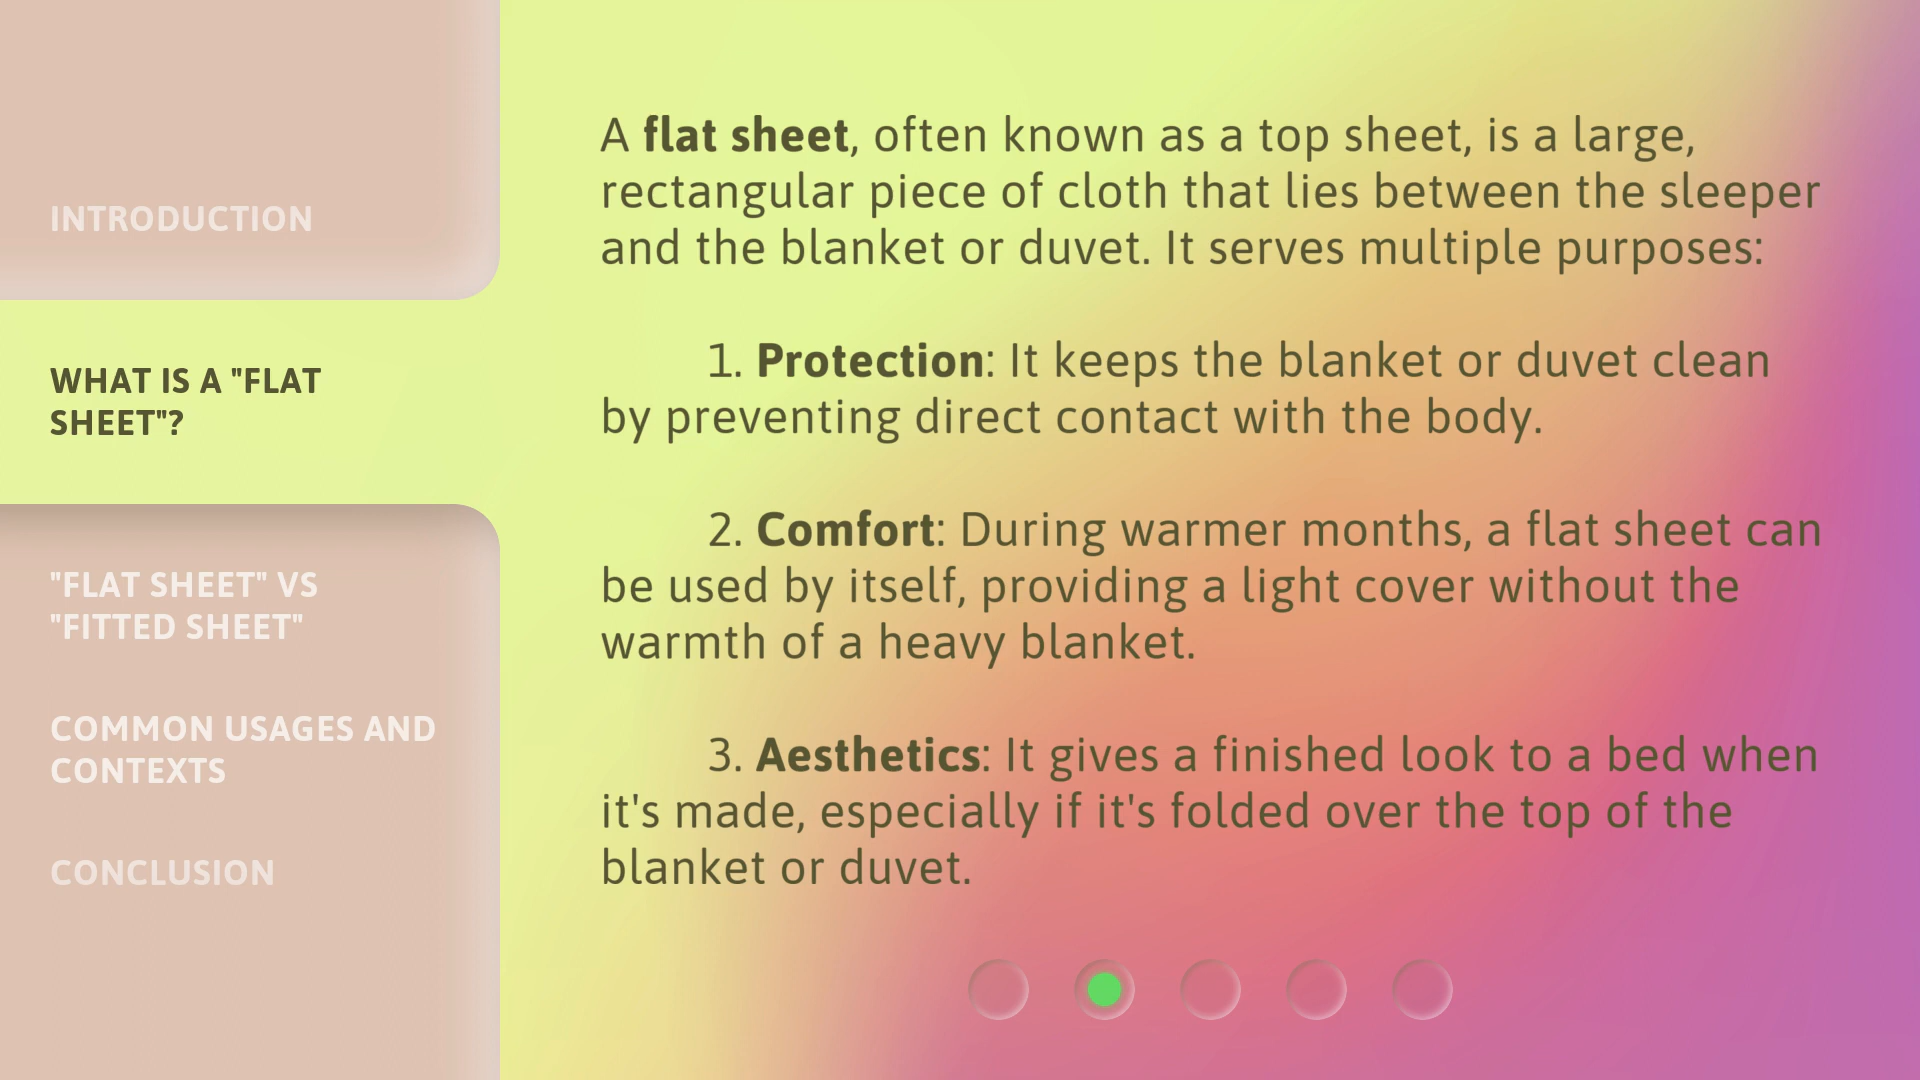 INTRODUCTION
WHAT IS A "FLAT
SHEET"?
"FLAT SHEET" VS
"FITTED SHEET"
COMMON USAGES AND
CONTEXTS
CONCLUSION
A flat sheet, often known as a top sheet, is a large,
rectangular piece of cloth that lies between the sleeper
and the blanket or duvet. It serves multiple purposes:
1. Protection: It keeps the blanket or duvet clean
by preventing direct contact with the body.
2. Comfort: During warmer months, a flat sheet can
be used by itself, providing a light cover without the
warmth of a heavy blanket.
3. Aesthetics: It gives a finished look to a bed when
it's made, especially if it's folded over the top of the
blanket or duvet.